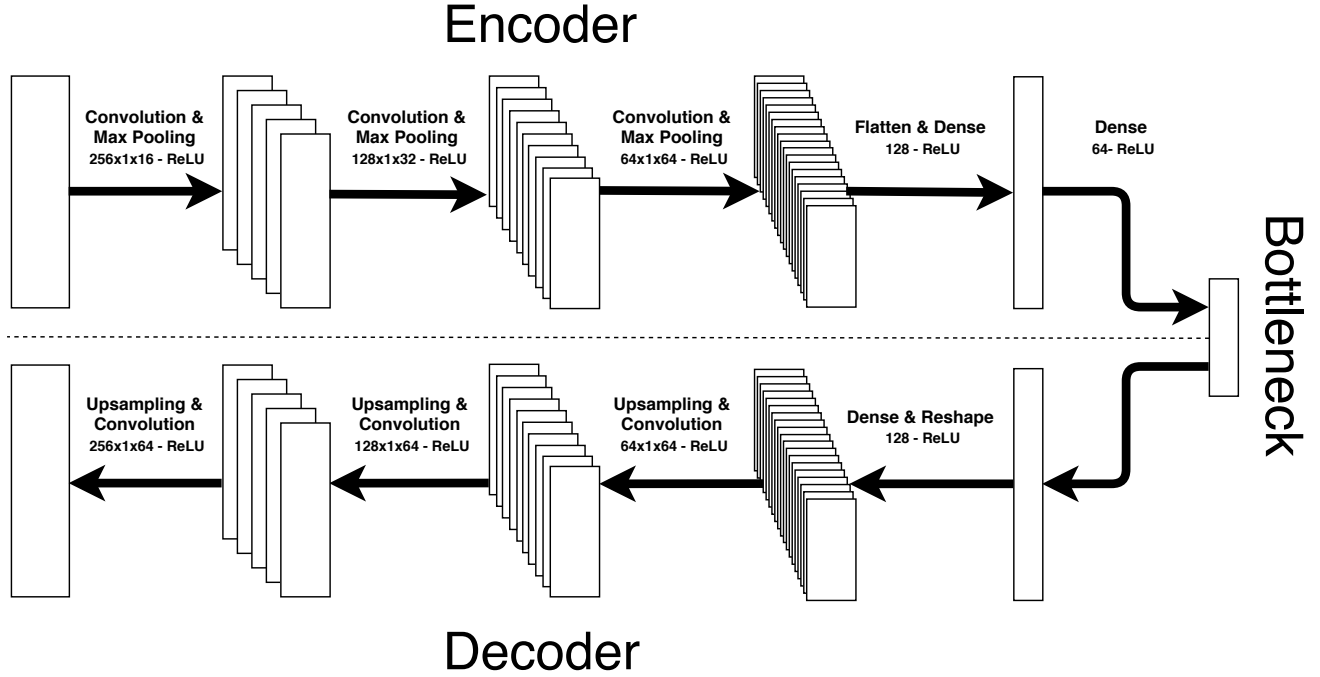 Encoder
Convolution &
Max Pooling
256x1x16 - ReLU
Convolution &
Max Pooling
128x1x32 - ReLU
Convolution &
Max Pooling
64x1x64 - ReLU
Flatten & Dense
128 - ReLU
Dense
64- ReLU
Bottleneck
Upsampling &
Convolution
256x1x64 - ReLU
Upsampling &
Convolution
128x1x64 - ReLU
Upsampling &
Convolution
64x1x64 - ReLU
Dense & Reshape
128 - ReLU
Decoder